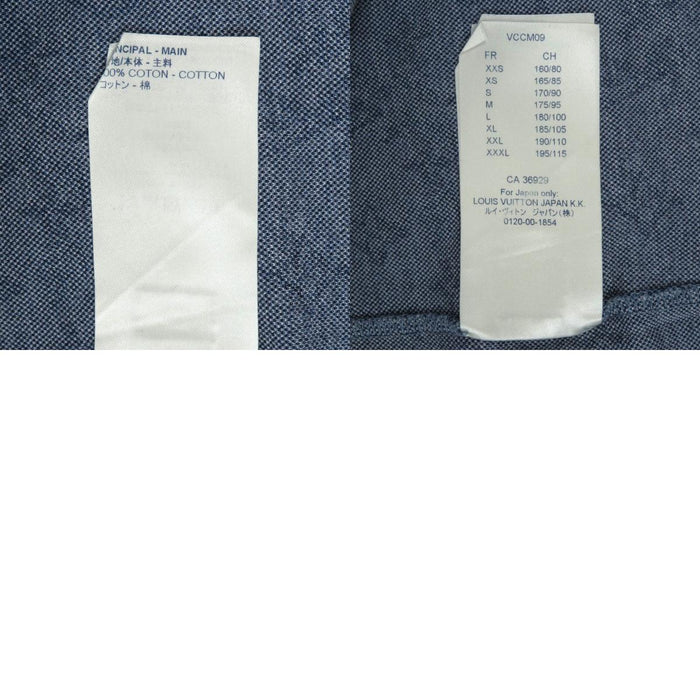 NCIPAL - MAIN
地/本体 - 主料
00% COTON - COTTON
コットン - 棉
VCCM09
FR CH
XXS 160/80
XS 165/85
S 170/90
M 175/95
L 180/100
XL 185/105
XXL 190/110
XXXL 195/115
CA 36929
For Japan only:
LOUIS VUITTON JAPAN K.K.
ルイ・ヴィトン ジャパン(株)
0120-00-1854